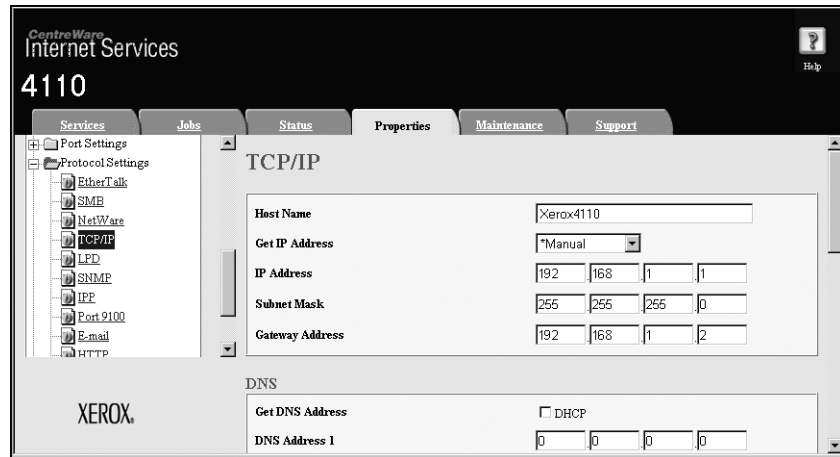 CentreWare
Internet Services
4110
Help
Services Jobs Status Properties Maintenance Support
Port Settings
Protocol Settings
EtherTalk
SMB
NetWare
TCP/IP
LPD
SNMP
IPP
Port 9100
E-mail
HTTP
XEROX.
TCP/IP
Host Name Xerox4110
Get IP Address *Manual
IP Address 192 .168 .1 .1
Subnet Mask 255 .255 .255 .0
Gateway Address 192 .168 .1 .2
DNS
Get DNS Address DHCP
DNS Address 1 0 .0 .0 .0